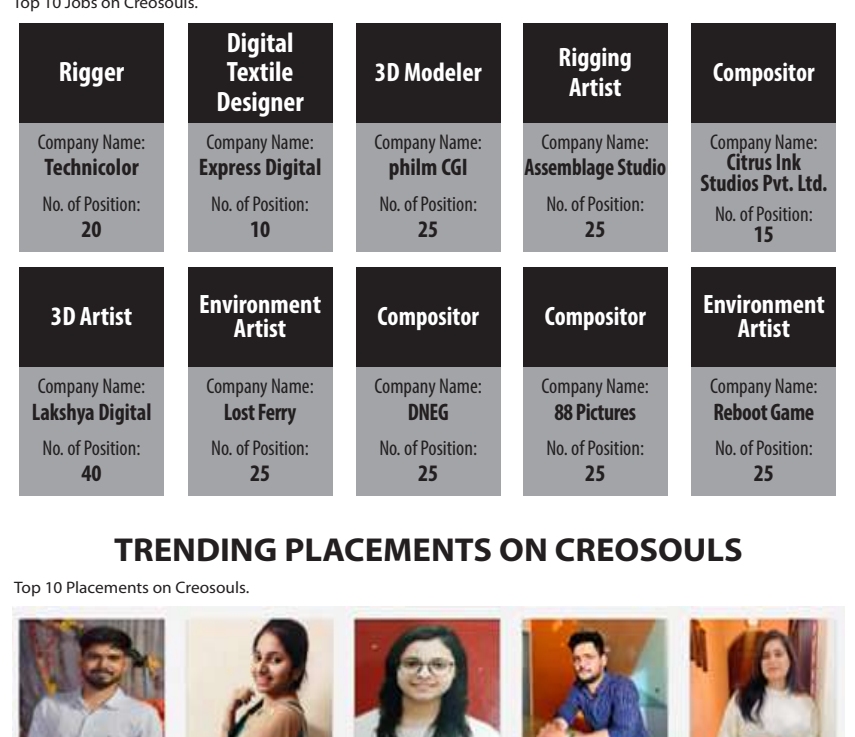 Top 10 Jobs on Creosouls.
Rigger
Digital
Textile
Designer
3D Modeler
Rigging
Artist
Compositor
Company Name:
Technicolor
No. of Position:
20
Company Name:
Express Digital
No. of Position:
10
Company Name:
philm CGI
No. of Position:
25
Company Name:
Assemblage Studio
No. of Position:
25
Company Name:
Citrus Ink
Studios Pvt. Ltd.
No. of Position:
15
3D Artist
Environment
Artist
Compositor
Compositor
Environment
Artist
Company Name:
Lakshya Digital
No. of Position:
40
Company Name:
Lost Ferry
No. of Position:
25
Company Name:
DNEG
No. of Position:
25
Company Name:
88 Pictures
No. of Position:
25
Company Name:
Reboot Game
No. of Position:
25
TRENDING PLACEMENTS ON CREOSOULS
Top 10 Placements on Creosouls.